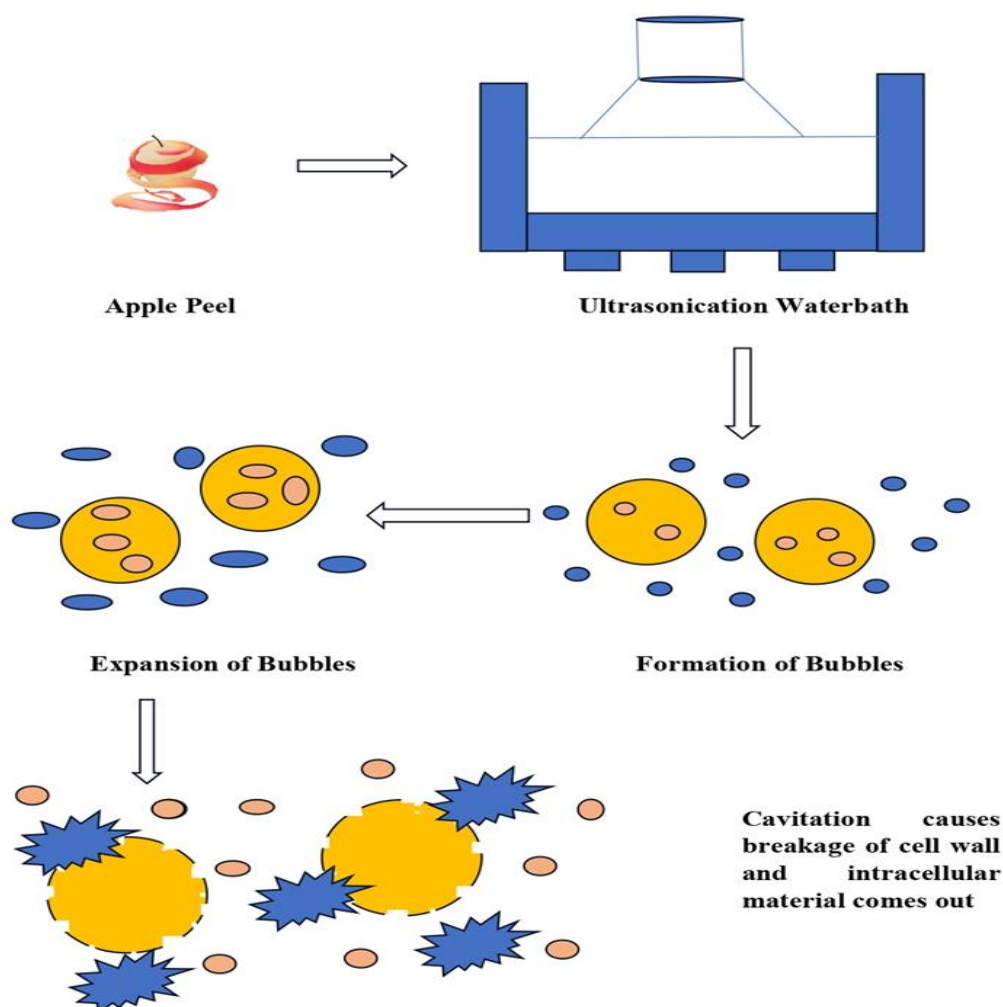 Apple Peel
Ultrasonication Waterbath
Expansion of Bubbles
Formation of Bubbles
Cavitation causes
breakage of cell wall
and intracellular
material comes out